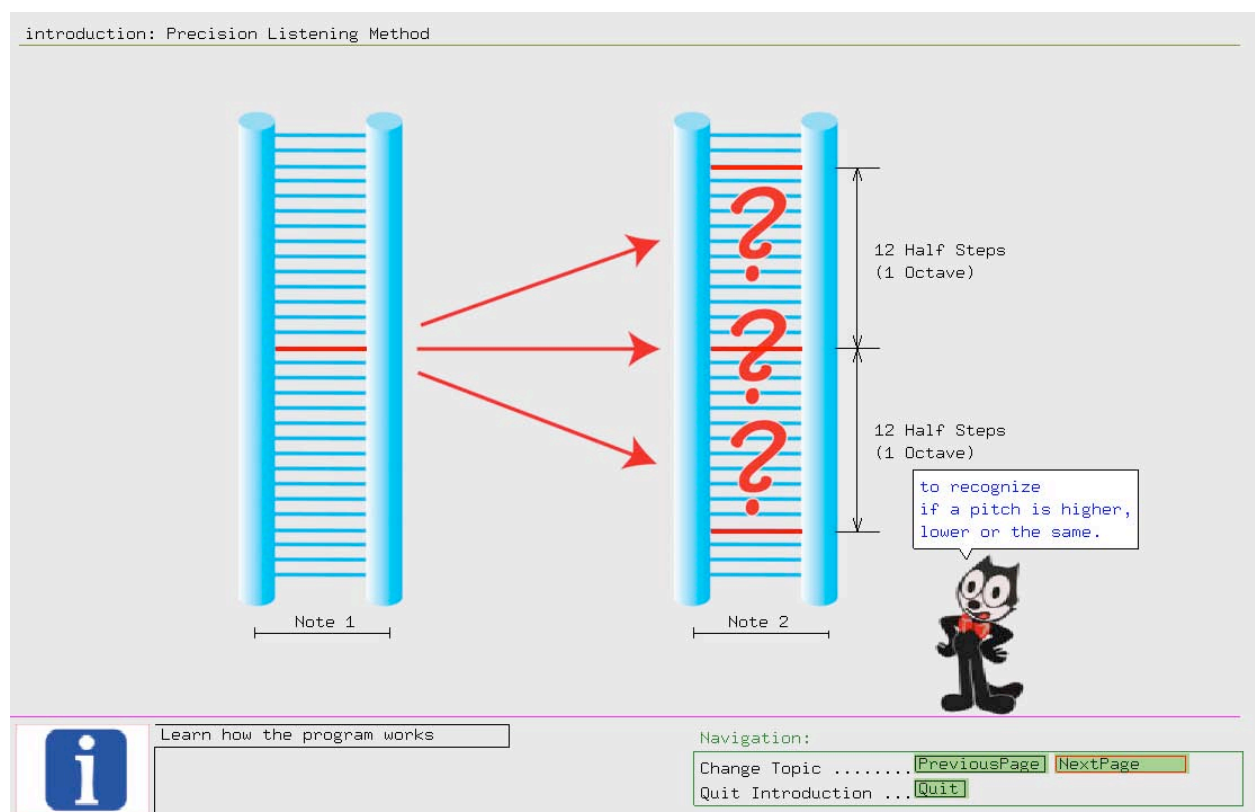 introduction: Precision Listening Method
?
?
?
12 Half Steps
(1 Octave)
12 Half Steps
(1 Octave)
to recognize
if a pitch is higher,
lower or the same.
Note 1
Note 2
i
Learn how the program works
Navigation:
Change Topic ........PreviousPage NextPage
Quit Introduction ...Quit